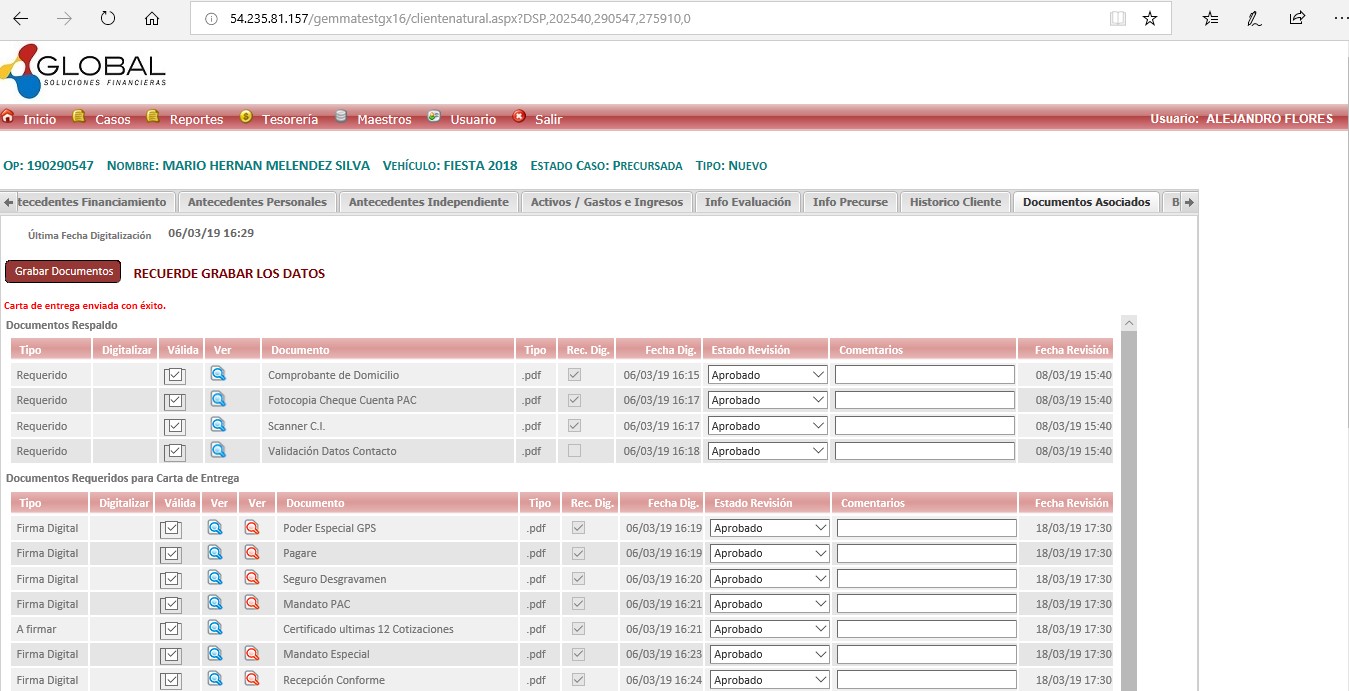 54.235.81.157/gemmatestgx16/clientenatural.aspx?DSP,202540,290547,275910,0
GLOBAL
SOLUCIONES FINANCIERAS
Inicio Casos Reportes Tesorería Maestros Usuario Salir Usuario: ALEJANDRO FLORES
OP: 190290547 NOMBRE: MARIO HERNAN MELENDEZ SILVA VEHÍCULO: FIESTA 2018 ESTADO CASO: PRECURSADA TIPO: NUEVO
tecedentes Financiamiento Antecedentes Personales Antecedentes Independiente Activos / Gastos e Ingresos Info Evaluación Info Precurse Historico Cliente Documentos Asociados B
Última Fecha Digitalización 06/03/19 16:29
Grabar Documentos RECUERDE GRABAR LOS DATOS
Carta de entrega enviada con éxito.
Documentos Respaldo
Tipo Digitalizar Válida Ver Documento Tipo Rec. Dig. Fecha Dig. Estado Revisión Comentarios Fecha Revisión
Requerido Comprobante de Domicilio .pdf 06/03/19 16:15 Aprobado 08/03/19 15:40
Requerido Fotocopia Cheque Cuenta PAC .pdf 06/03/19 16:17 Aprobado 08/03/19 15:40
Requerido Scanner C.I. .pdf 06/03/19 16:17 Aprobado 08/03/19 15:40
Requerido Validación Datos Contacto .pdf 06/03/19 16:18 Aprobado 08/03/19 15:40
Documentos Requeridos para Carta de Entrega
Tipo Digitalizar Válida Ver Ver Documento Tipo Rec. Dig. Fecha Dig. Estado Revisión Comentarios Fecha Revisión
Firma Digital Poder Especial GPS .pdf 06/03/19 16:19 Aprobado 18/03/19 17:30
Firma Digital Pagare .pdf 06/03/19 16:19 Aprobado 18/03/19 17:30
Firma Digital Seguro Desgravamen .pdf 06/03/19 16:20 Aprobado 18/03/19 17:30
Firma Digital Mandato PAC .pdf 06/03/19 16:21 Aprobado 18/03/19 17:30
A firmar Certificado ultimas 12 Cotizaciones .pdf 06/03/19 16:21 Aprobado 18/03/19 17:30
Firma Digital Mandato Especial .pdf 06/03/19 16:23 Aprobado 18/03/19 17:30
Firma Digital Recepción Conforme .pdf 06/03/19 16:24 Aprobado 18/03/19 17:30